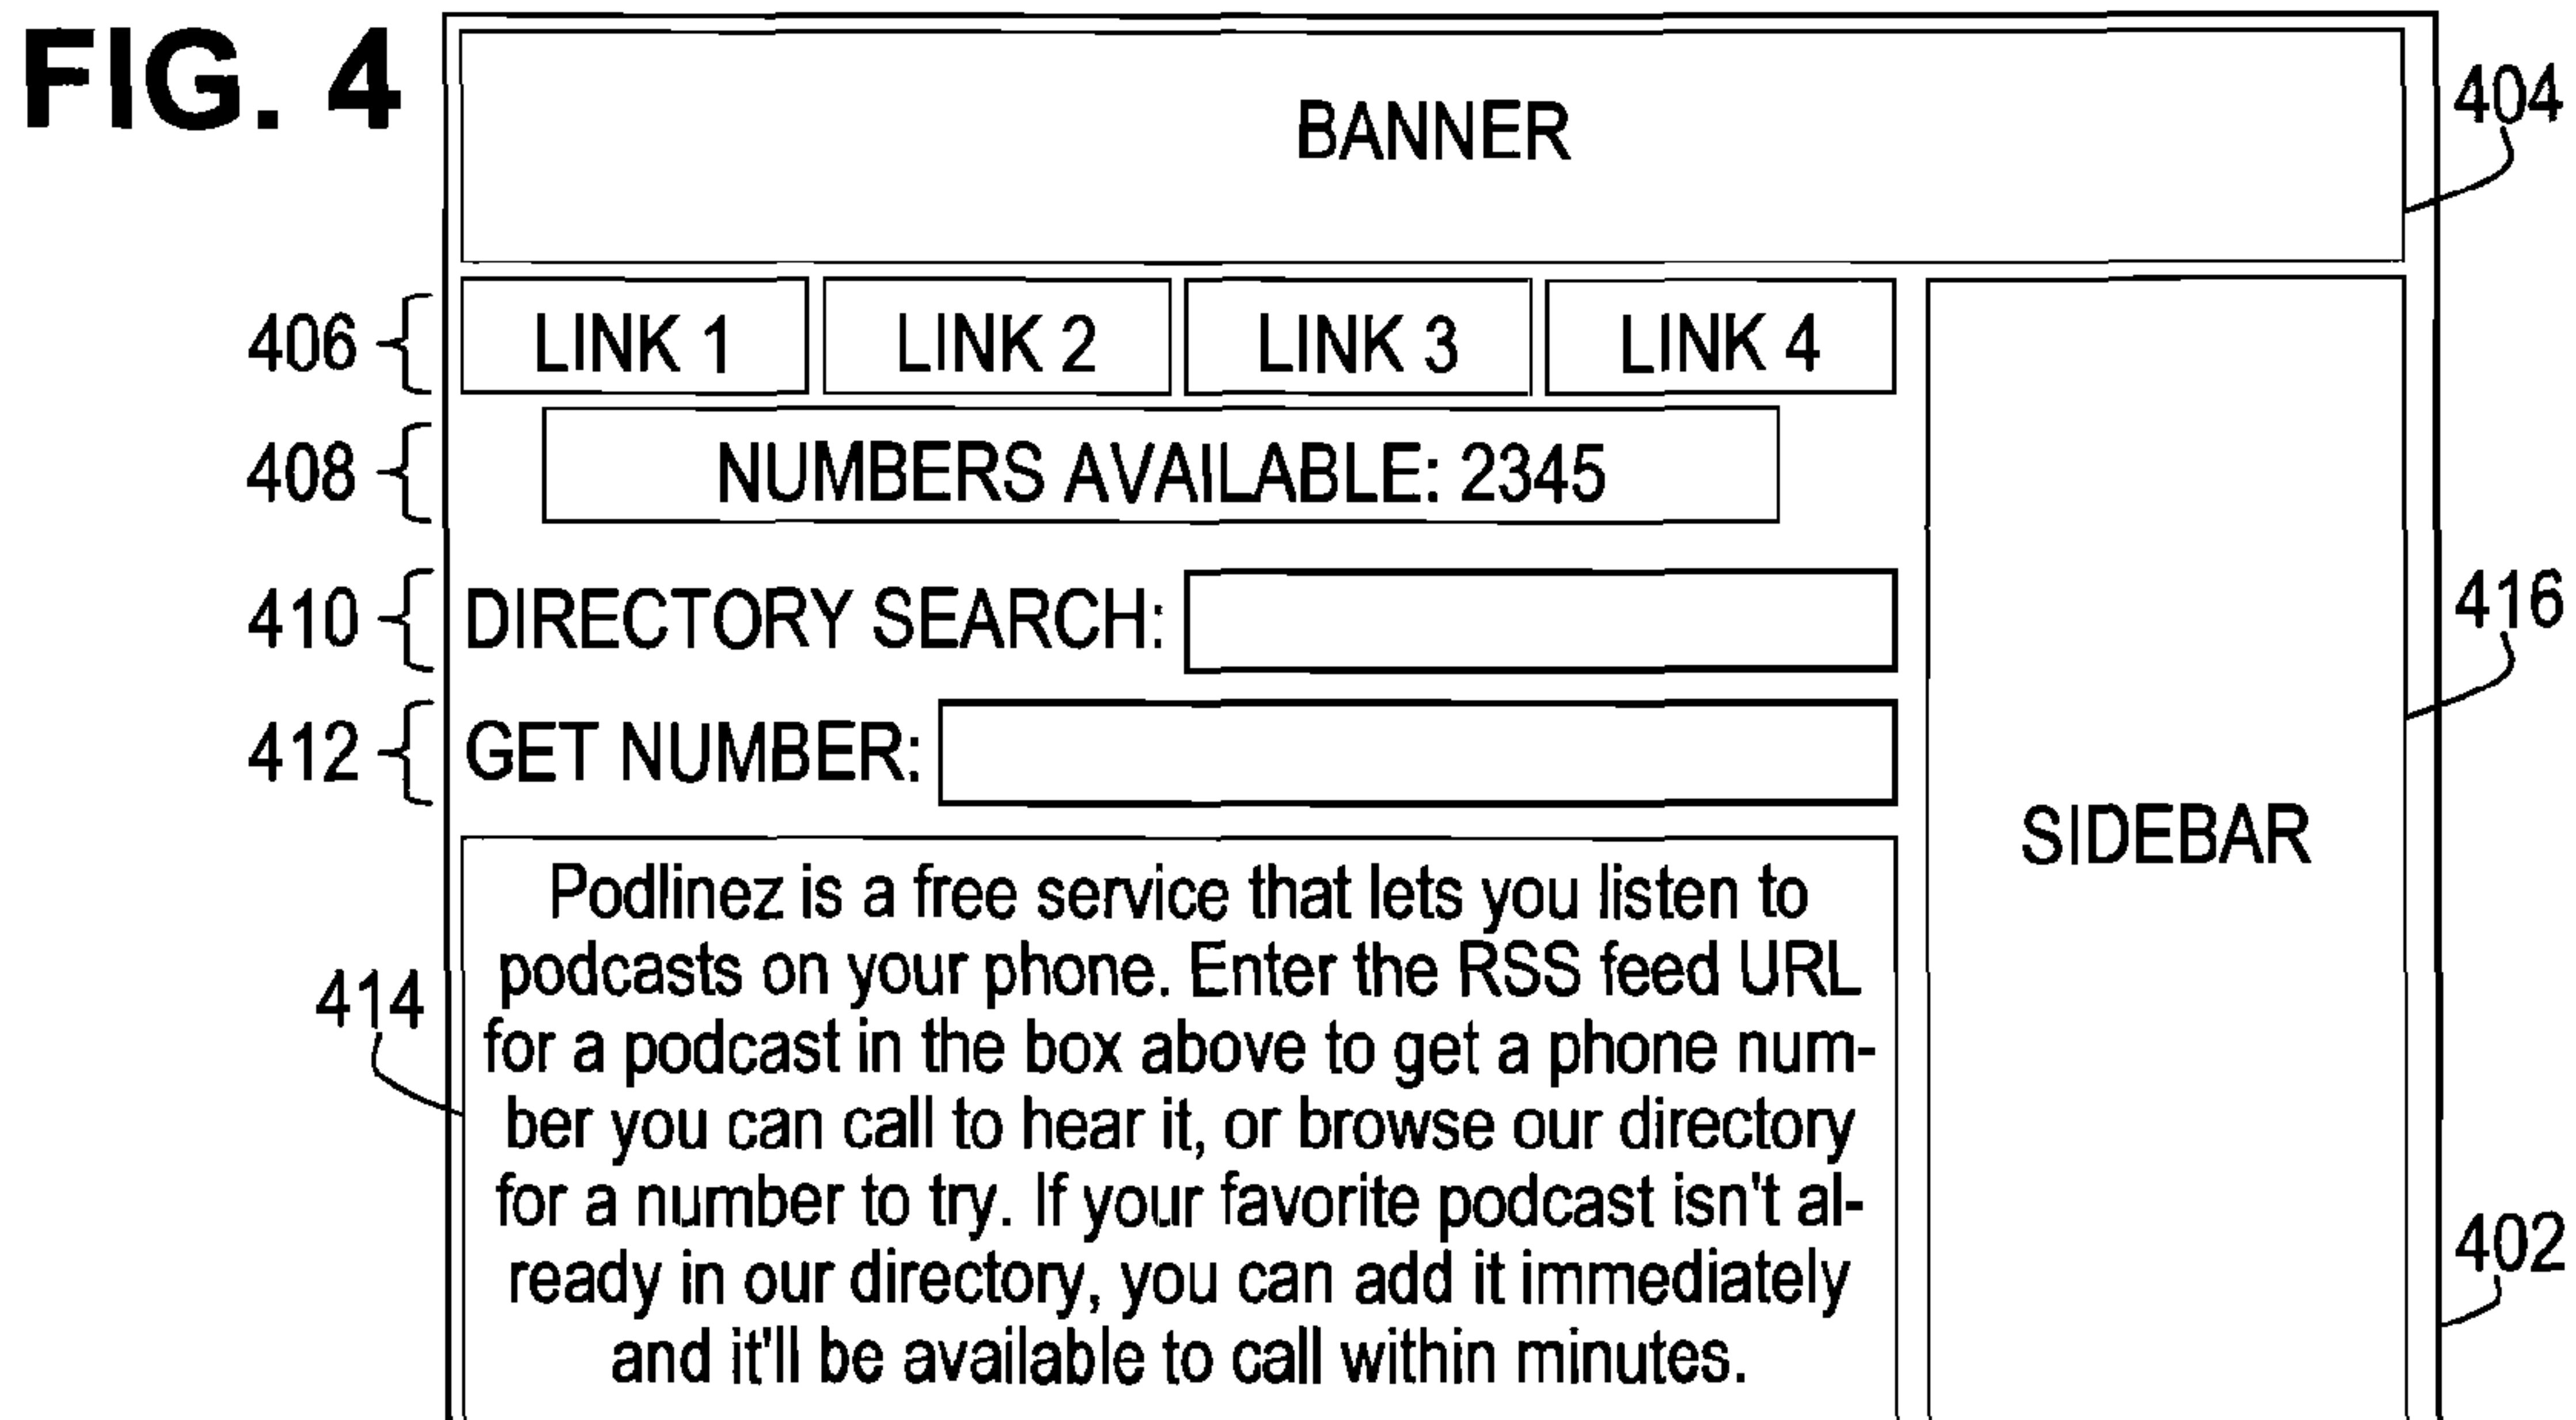 FIG. 4
BANNER
404
406
LINK 1 LINK 2 LINK 3 LINK 4
408
NUMBERS AVAILABLE: 2345
410
DIRECTORY SEARCH:
416
412
GET NUMBER:
SIDEBAR
414
Podlinez is a free service that lets you listen to
podcasts on your phone. Enter the RSS feed URL
for a podcast in the box above to get a phone num-
ber you can call to hear it, or browse our directory
for a number to try. If your favorite podcast isn't al-
ready in our directory, you can add it immediately
and it'll be available to call within minutes.
402